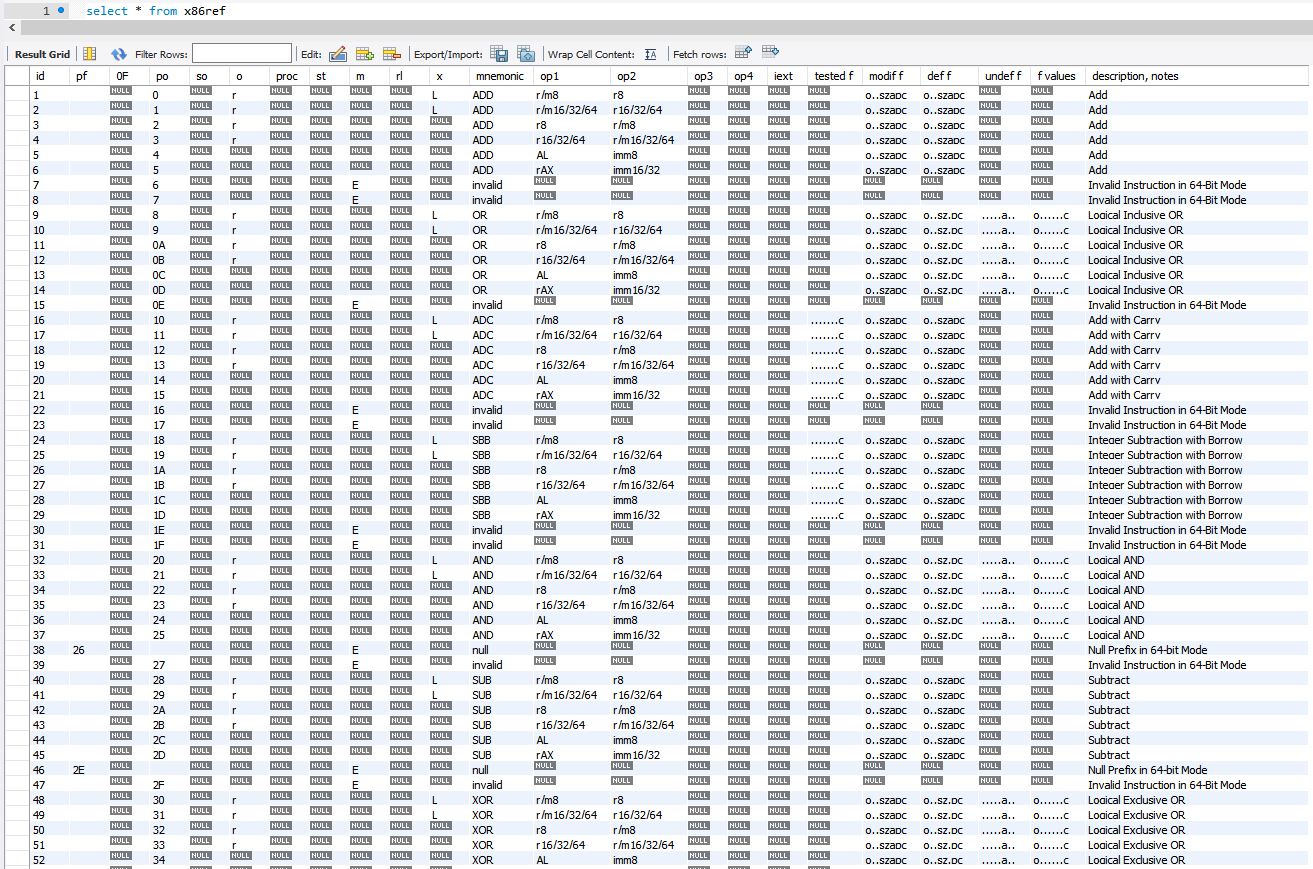 1 select * from x86ref
Result Grid Filter Rows: Edit: Export/Import: Wrap Cell Content: Fetch rows:
id pf 0F po so o proc st m rl x mnemonic op1 op2 op3 op4 iext tested f modif f def f undef f f values description, notes
1 NULL 0 NULL r NULL NULL NULL NULL L ADD r/m8 r8 NULL NULL NULL NULL o..szapc o..szapc NULL NULL Add
2 NULL 1 NULL r NULL NULL NULL NULL L ADD r/m16/32/64 r16/32/64 NULL NULL NULL NULL o..szapc o..szapc NULL NULL Add
3 NULL 2 NULL r NULL NULL NULL NULL NULL ADD r8 r/m8 NULL NULL NULL NULL o..szapc o..szapc NULL NULL Add
4 NULL 3 NULL r NULL NULL NULL NULL NULL ADD r16/32/64 r/m16/32/64 NULL NULL NULL NULL o..szapc o..szapc NULL NULL Add
5 NULL 4 NULL NULL NULL NULL NULL NULL NULL ADD AL imm8 NULL NULL NULL NULL o..szapc o..szapc NULL NULL Add
6 NULL 5 NULL NULL NULL NULL NULL NULL NULL ADD rAX imm16/32 NULL NULL NULL NULL o..szapc o..szapc NULL NULL Add
7 NULL 6 NULL NULL NULL NULL E NULL NULL invalid NULL NULL NULL NULL NULL NULL NULL NULL NULL NULL Invalid Instruction in 64-Bit Mode
8 NULL 7 NULL NULL NULL NULL E NULL NULL invalid NULL NULL NULL NULL NULL NULL NULL NULL NULL NULL Invalid Instruction in 64-Bit Mode
9 NULL 8 NULL r NULL NULL NULL NULL L OR r/m8 r8 NULL NULL NULL NULL o..szapc o..sz.pc .....a.. o......c Logical Inclusive OR
10 NULL 9 NULL r NULL NULL NULL NULL L OR r/m16/32/64 r16/32/64 NULL NULL NULL NULL o..szapc o..sz.pc .....a.. o......c Logical Inclusive OR
11 NULL 0A NULL r NULL NULL NULL NULL NULL OR r8 r/m8 NULL NULL NULL NULL o..szapc o..sz.pc .....a.. o......c Logical Inclusive OR
12 NULL 0B NULL r NULL NULL NULL NULL NULL OR r16/32/64 r/m16/32/64 NULL NULL NULL NULL o..szapc o..sz.pc .....a.. o......c Logical Inclusive OR
13 NULL 0C NULL NULL NULL NULL NULL NULL NULL OR AL imm8 NULL NULL NULL NULL o..szapc o..sz.pc .....a.. o......c Logical Inclusive OR
14 NULL 0D NULL NULL NULL NULL NULL NULL NULL OR rAX imm16/32 NULL NULL NULL NULL o..szapc o..sz.pc .....a.. o......c Logical Inclusive OR
15 NULL 0E NULL NULL NULL NULL E NULL NULL invalid NULL NULL NULL NULL NULL NULL NULL NULL NULL NULL Invalid Instruction in 64-Bit Mode
16 NULL 10 NULL r NULL NULL NULL NULL L ADC r/m8 r8 NULL NULL NULL .......c o..szapc o..szapc NULL NULL Add with Carry
17 NULL 11 NULL r NULL NULL NULL NULL L ADC r/m16/32/64 r16/32/64 NULL NULL NULL .......c o..szapc o..szapc NULL NULL Add with Carry
18 NULL 12 NULL r NULL NULL NULL NULL NULL ADC r8 r/m8 NULL NULL NULL .......c o..szapc o..szapc NULL NULL Add with Carry
19 NULL 13 NULL r NULL NULL NULL NULL NULL ADC r16/32/64 r/m16/32/64 NULL NULL NULL .......c o..szapc o..szapc NULL NULL Add with Carry
20 NULL 14 NULL NULL NULL NULL NULL NULL NULL ADC AL imm8 NULL NULL NULL .......c o..szapc o..szapc NULL NULL Add with Carry
21 NULL 15 NULL NULL NULL NULL NULL NULL NULL ADC rAX imm16/32 NULL NULL NULL .......c o..szapc o..szapc NULL NULL Add with Carry
22 NULL 16 NULL NULL NULL NULL E NULL NULL invalid NULL NULL NULL NULL NULL NULL NULL NULL NULL NULL Invalid Instruction in 64-Bit Mode
23 NULL 17 NULL NULL NULL NULL E NULL NULL invalid NULL NULL NULL NULL NULL NULL NULL NULL NULL NULL Invalid Instruction in 64-Bit Mode
24 NULL 18 NULL r NULL NULL NULL NULL L SBB r/m8 r8 NULL NULL NULL .......c o..szapc o..szapc NULL NULL Integer Subtraction with Borrow
25 NULL 19 NULL r NULL NULL NULL NULL L SBB r/m16/32/64 r16/32/64 NULL NULL NULL .......c o..szapc o..szapc NULL NULL Integer Subtraction with Borrow
26 NULL 1A NULL r NULL NULL NULL NULL NULL SBB r8 r/m8 NULL NULL NULL .......c o..szapc o..szapc NULL NULL Integer Subtraction with Borrow
27 NULL 1B NULL r NULL NULL NULL NULL NULL SBB r16/32/64 r/m16/32/64 NULL NULL NULL .......c o..szapc o..szapc NULL NULL Integer Subtraction with Borrow
28 NULL 1C NULL NULL NULL NULL NULL NULL NULL SBB AL imm8 NULL NULL NULL .......c o..szapc o..szapc NULL NULL Integer Subtraction with Borrow
29 NULL 1D NULL NULL NULL NULL NULL NULL NULL SBB rAX imm16/32 NULL NULL NULL .......c o..szapc o..szapc NULL NULL Integer Subtraction with Borrow
30 NULL 1E NULL NULL NULL NULL E NULL NULL invalid NULL NULL NULL NULL NULL NULL NULL NULL NULL NULL Invalid Instruction in 64-Bit Mode
31 NULL 1F NULL NULL NULL NULL E NULL NULL invalid NULL NULL NULL NULL NULL NULL NULL NULL NULL NULL Invalid Instruction in 64-Bit Mode
32 NULL 20 NULL r NULL NULL NULL NULL L AND r/m8 r8 NULL NULL NULL NULL o..szapc o..sz.pc .....a.. o......c Logical AND
33 NULL 21 NULL r NULL NULL NULL NULL L AND r/m16/32/64 r16/32/64 NULL NULL NULL NULL o..szapc o..sz.pc .....a.. o......c Logical AND
34 NULL 22 NULL r NULL NULL NULL NULL NULL AND r8 r/m8 NULL NULL NULL NULL o..szapc o..sz.pc .....a.. o......c Logical AND
35 NULL 23 NULL r NULL NULL NULL NULL NULL AND r16/32/64 r/m16/32/64 NULL NULL NULL NULL o..szapc o..sz.pc .....a.. o......c Logical AND
36 NULL 24 NULL NULL NULL NULL NULL NULL NULL AND AL imm8 NULL NULL NULL NULL o..szapc o..sz.pc .....a.. o......c Logical AND
37 NULL 25 NULL NULL NULL NULL NULL NULL NULL AND rAX imm16/32 NULL NULL NULL NULL o..szapc o..sz.pc .....a.. o......c Logical AND
38 26 NULL NULL NULL NULL NULL E NULL NULL null NULL NULL NULL NULL NULL NULL NULL NULL NULL NULL Null Prefix in 64-bit Mode
39 NULL 27 NULL NULL NULL NULL E NULL NULL invalid NULL NULL NULL NULL NULL NULL NULL NULL NULL NULL Invalid Instruction in 64-Bit Mode
40 NULL 28 NULL r NULL NULL NULL NULL L SUB r/m8 r8 NULL NULL NULL NULL o..szapc o..szapc NULL NULL Subtract
41 NULL 29 NULL r NULL NULL NULL NULL L SUB r/m16/32/64 r16/32/64 NULL NULL NULL NULL o..szapc o..szapc NULL NULL Subtract
42 NULL 2A NULL r NULL NULL NULL NULL NULL SUB r8 r/m8 NULL NULL NULL NULL o..szapc o..szapc NULL NULL Subtract
43 NULL 2B NULL r NULL NULL NULL NULL NULL SUB r16/32/64 r/m16/32/64 NULL NULL NULL NULL o..szapc o..szapc NULL NULL Subtract
44 NULL 2C NULL NULL NULL NULL NULL NULL NULL SUB AL imm8 NULL NULL NULL NULL o..szapc o..szapc NULL NULL Subtract
45 NULL 2D NULL NULL NULL NULL NULL NULL NULL SUB rAX imm16/32 NULL NULL NULL NULL o..szapc o..szapc NULL NULL Subtract
46 2E NULL NULL NULL NULL NULL E NULL NULL null NULL NULL NULL NULL NULL NULL NULL NULL NULL NULL Null Prefix in 64-bit Mode
47 NULL 2F NULL NULL NULL NULL E NULL NULL invalid NULL NULL NULL NULL NULL NULL NULL NULL NULL NULL Invalid Instruction in 64-Bit Mode
48 NULL 30 NULL r NULL NULL NULL NULL L XOR r/m8 r8 NULL NULL NULL NULL o..szapc o..sz.pc .....a.. o......c Logical Exclusive OR
49 NULL 31 NULL r NULL NULL NULL NULL L XOR r/m16/32/64 r16/32/64 NULL NULL NULL NULL o..szapc o..sz.pc .....a.. o......c Logical Exclusive OR
50 NULL 32 NULL r NULL NULL NULL NULL NULL XOR r8 r/m8 NULL NULL NULL NULL o..szapc o..sz.pc .....a.. o......c Logical Exclusive OR
51 NULL 33 NULL r NULL NULL NULL NULL NULL XOR r16/32/64 r/m16/32/64 NULL NULL NULL NULL o..szapc o..sz.pc .....a.. o......c Logical Exclusive OR
52 NULL 34 NULL NULL NULL NULL NULL NULL NULL XOR AL imm8 NULL NULL NULL NULL o..szapc o..sz.pc .....a.. o......c Logical Exclusive OR